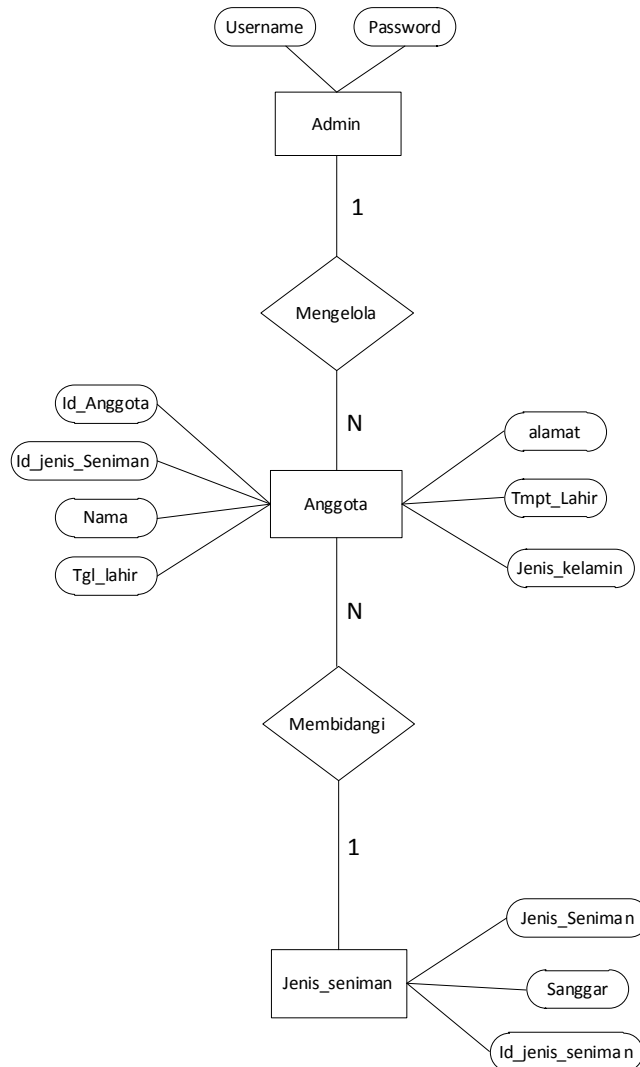 Username
Password
Admin
1
Mengelola
N
Id_Anggota
alamat
Id_jenis_Seniman
Tmpt_Lahir
Anggota
Nama
Jenis_kelamin
Tgl_lahir
N
Membidangi
1
Jenis_Seniman
Jenis_seniman
Sanggar
Id_jenis_seniman